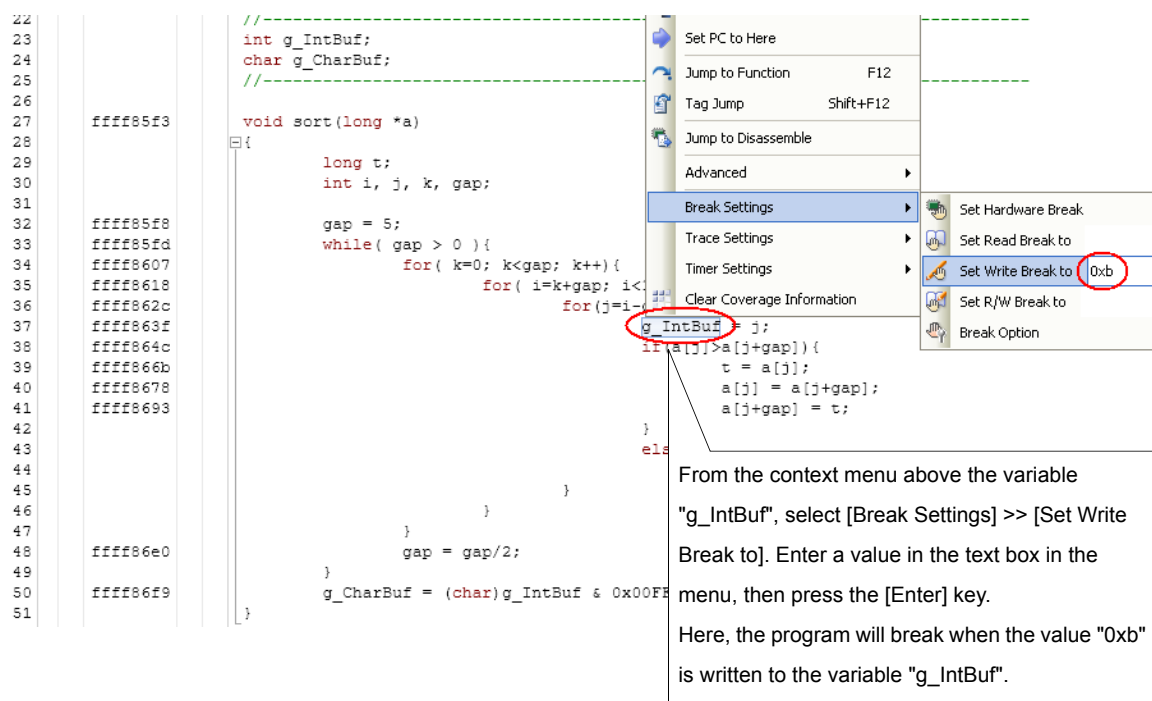 22 //----------------------------------------------------------------------------------------------
23 int g_IntBuf;
24 char g_CharBuf;
25 //----------------------------------------------------------------------------------------------
26
27 ffff85f3 void sort(long *a)
28 {
29 long t;
30 int i, j, k, gap;
31
32 ffff85f8 gap = 5;
33 ffff85fd while( gap > 0 ){
34 ffff8607 for( k=0; k<gap; k++){
35 ffff8618 for( i=k+gap; i<
36 ffff862c for(j=i-
37 ffff863f g_IntBuf = j;
38 ffff864c if(a[j]>a[j+gap]){
39 ffff866b t = a[j];
40 ffff8678 a[j] = a[j+gap];
41 ffff8693 a[j+gap] = t;
42 }
43 els
44
45 }
46 }
47 }
48 ffff86e0 gap = gap/2;
49 }
50 ffff86f9 g_CharBuf = (char)g_IntBuf & 0x00FF
51 }
Set PC to Here
Jump to Function F12
Tag Jump Shift+F12
Jump to Disassemble
Advanced
Break Settings
Trace Settings
Timer Settings
Clear Coverage Information
Set Hardware Break
Set Read Break to
Set Write Break to 0xb
Set R/W Break to
Break Option
From the context menu above the variable
"g_IntBuf", select [Break Settings] >> [Set Write
Break to]. Enter a value in the text box in the
menu, then press the [Enter] key.
Here, the program will break when the value "0xb"
is written to the variable "g_IntBuf".